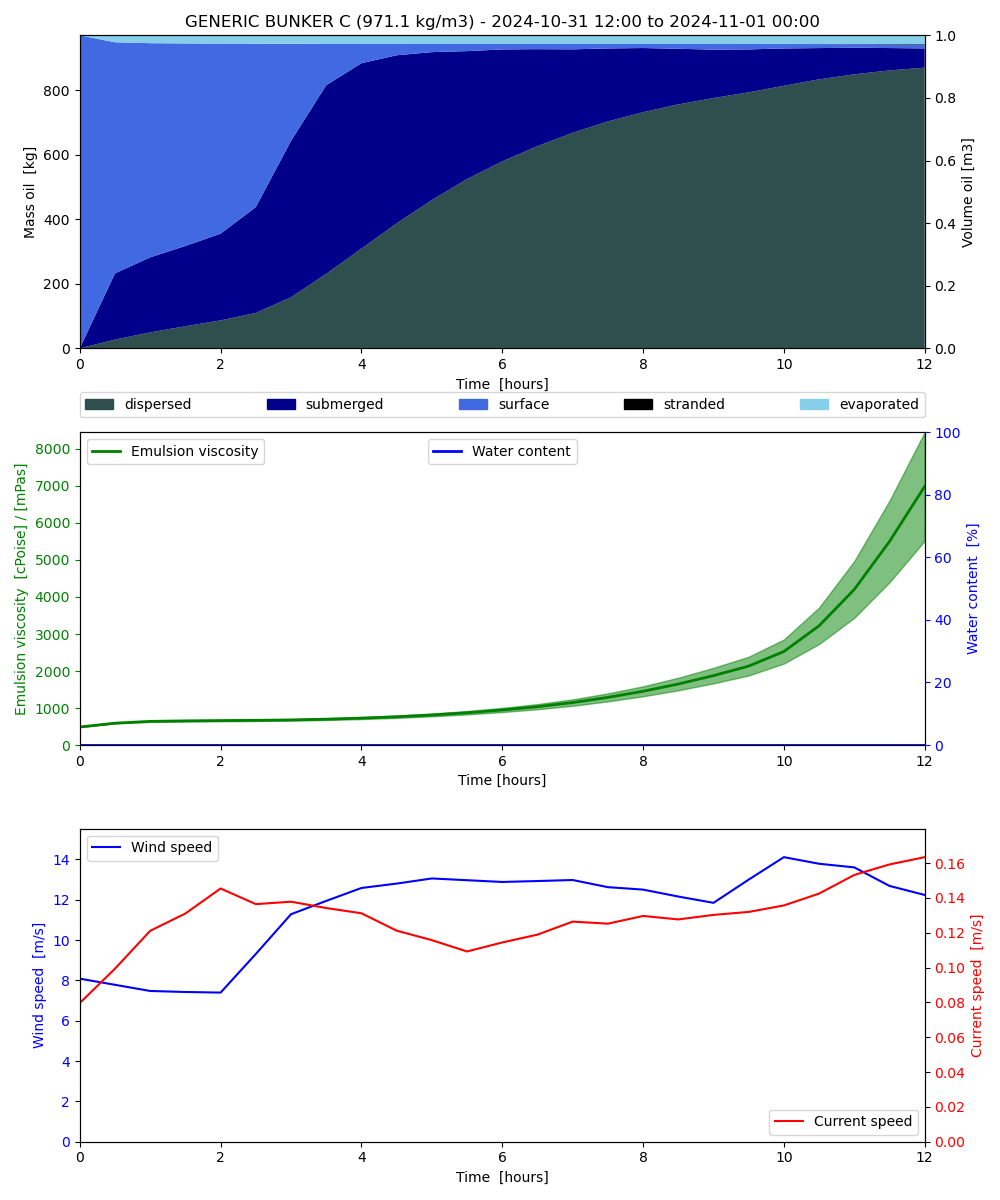 GENERIC BUNKER C (971.1 kg/m3) - 2024-10-31 12:00 to 2024-11-01 00:00
Mass oil [kg]
800
600
400
200
0
1.0
0.8
0.6
0.4
0.2
0.0
Volume oil [m3]
0 2 4 6 8 10 12
Time [hours]
dispersed submerged surface stranded evaporated
Emulsion viscosity [cPoise] / [mPas]
8000
7000
6000
5000
4000
3000
2000
1000
0
Emulsion viscosity
Water content
100
80
60
40
20
0
Water content [%]
0 2 4 6 8 10 12
Time [hours]
Wind speed [m/s]
14
12
10
8
6
4
2
0
Wind speed
Current speed
0.16
0.14
0.12
0.10
0.08
0.06
0.04
0.02
0.00
Current speed [m/s]
0 2 4 6 8 10 12
Time [hours]